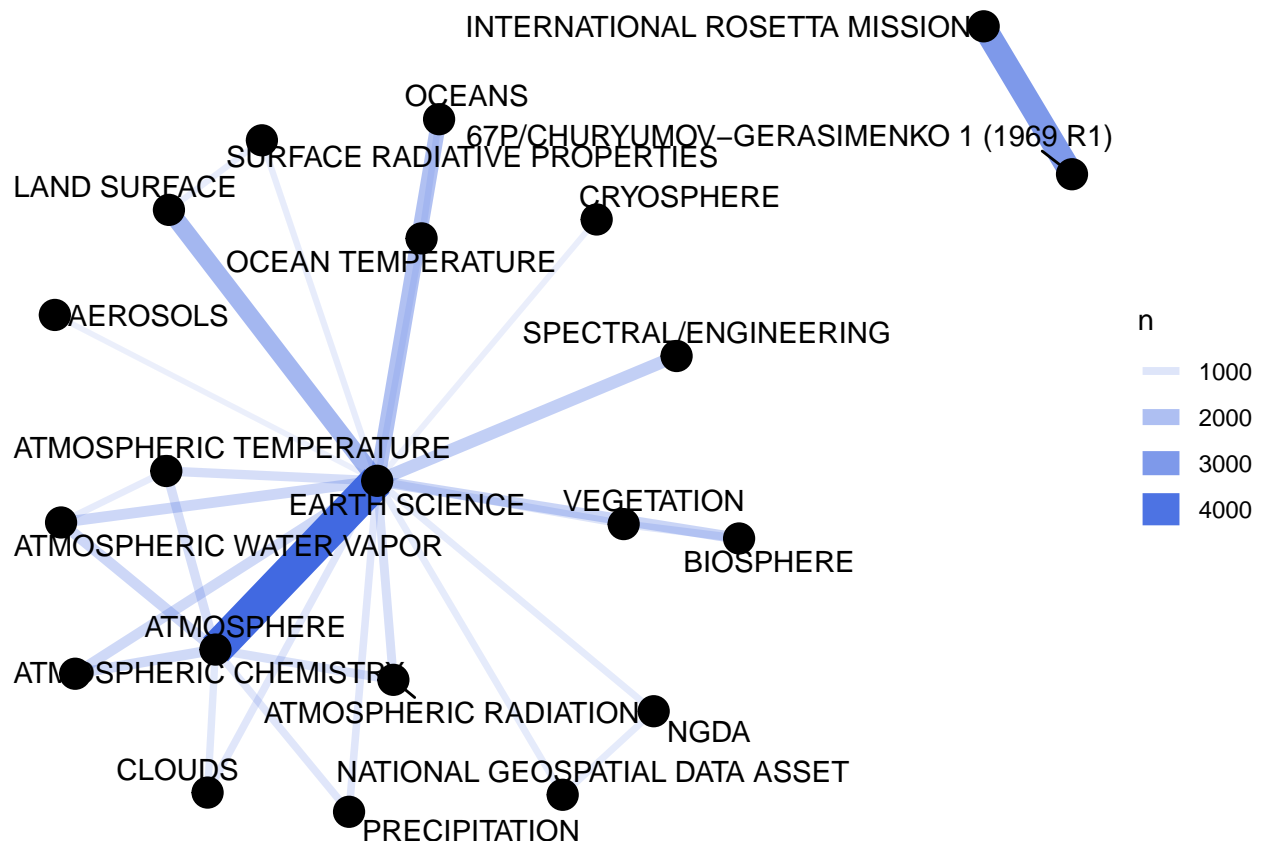 INTERNATIONAL ROSETTA MISSION
OCEANS
67P/CHURYUMOV−GERASIMENKO 1 (1969 R1)
SURFACE RADIATIVE PROPERTIES
LAND SURFACE
CRYOSPHERE
OCEAN TEMPERATURE
AEROSOLS
SPECTRAL/ENGINEERING
n
1000
2000
3000
4000
ATMOSPHERIC TEMPERATURE
EARTH SCIENCE
VEGETATION
ATMOSPHERIC WATER VAPOR
BIOSPHERE
ATMOSPHERE
ATMOSPHERIC CHEMISTRY
ATMOSPHERIC RADIATION
NGDA
CLOUDS
NATIONAL GEOSPATIAL DATA ASSET
PRECIPITATION